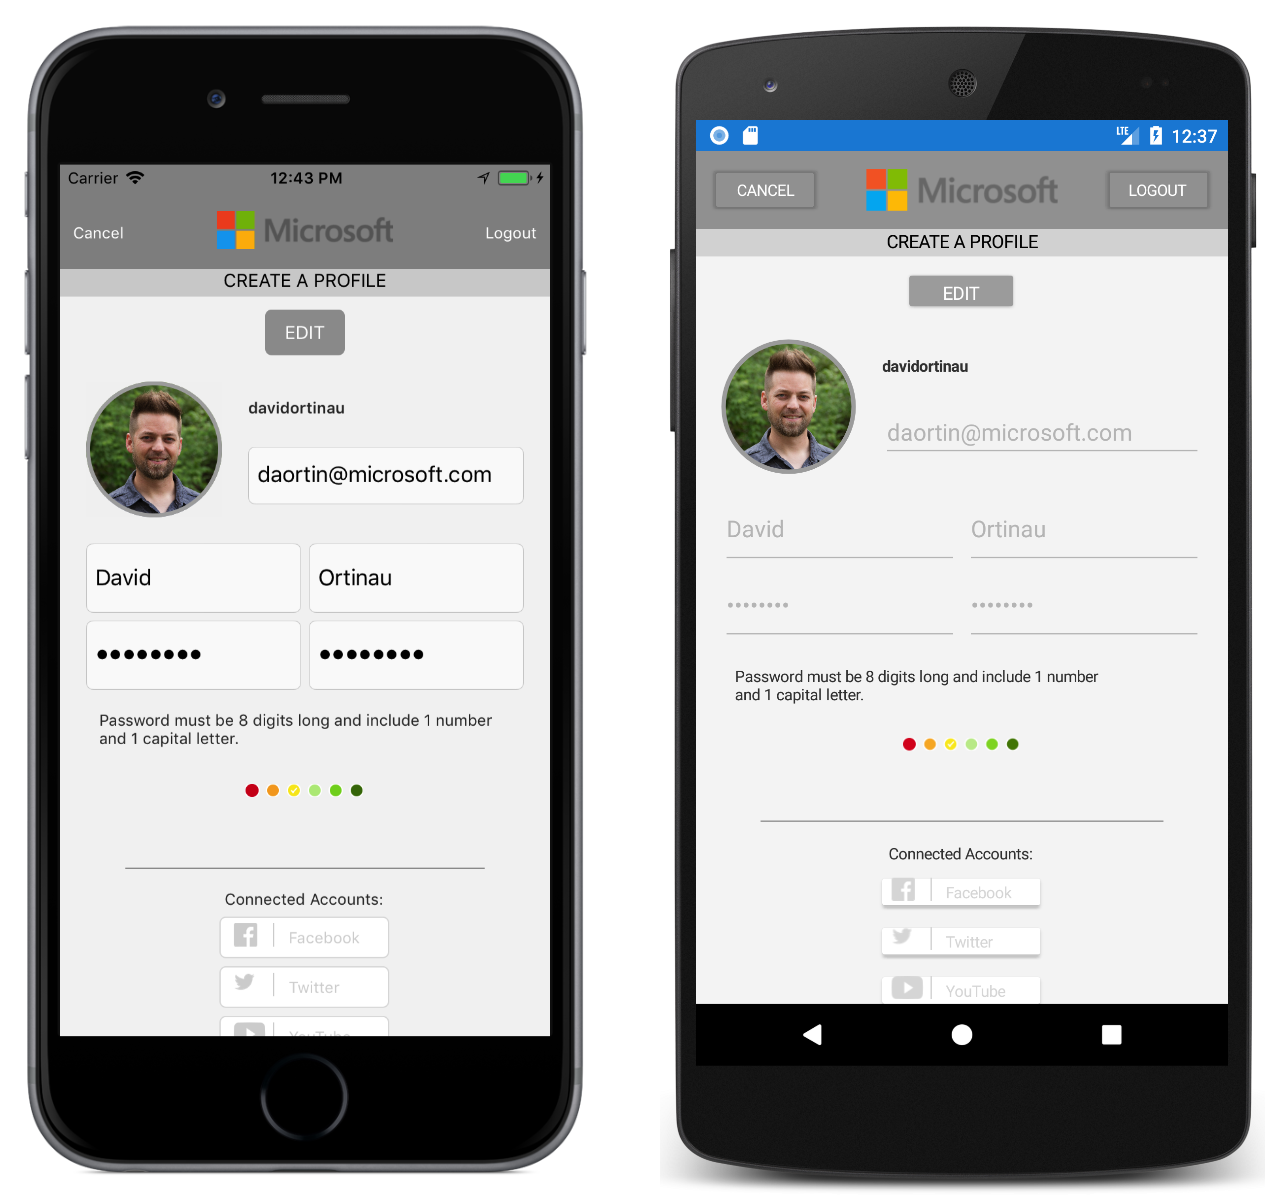 Carrier 12:43 PM
Cancel Microsoft Logout
CREATE A PROFILE
EDIT
davidortinau
daortin@microsoft.com
David Ortinau
•••••••• ••••••••
Password must be 8 digits long and include 1 number
and 1 capital letter.
Connected Accounts:
Facebook
Twitter
YouTube
LTE 12:37
CANCEL Microsoft LOGOUT
CREATE A PROFILE
EDIT
davidortinau
daortin@microsoft.com
David Ortinau
•••••••• ••••••••
Password must be 8 digits long and include 1 number
and 1 capital letter.
Connected Accounts:
Facebook
Twitter
YouTube